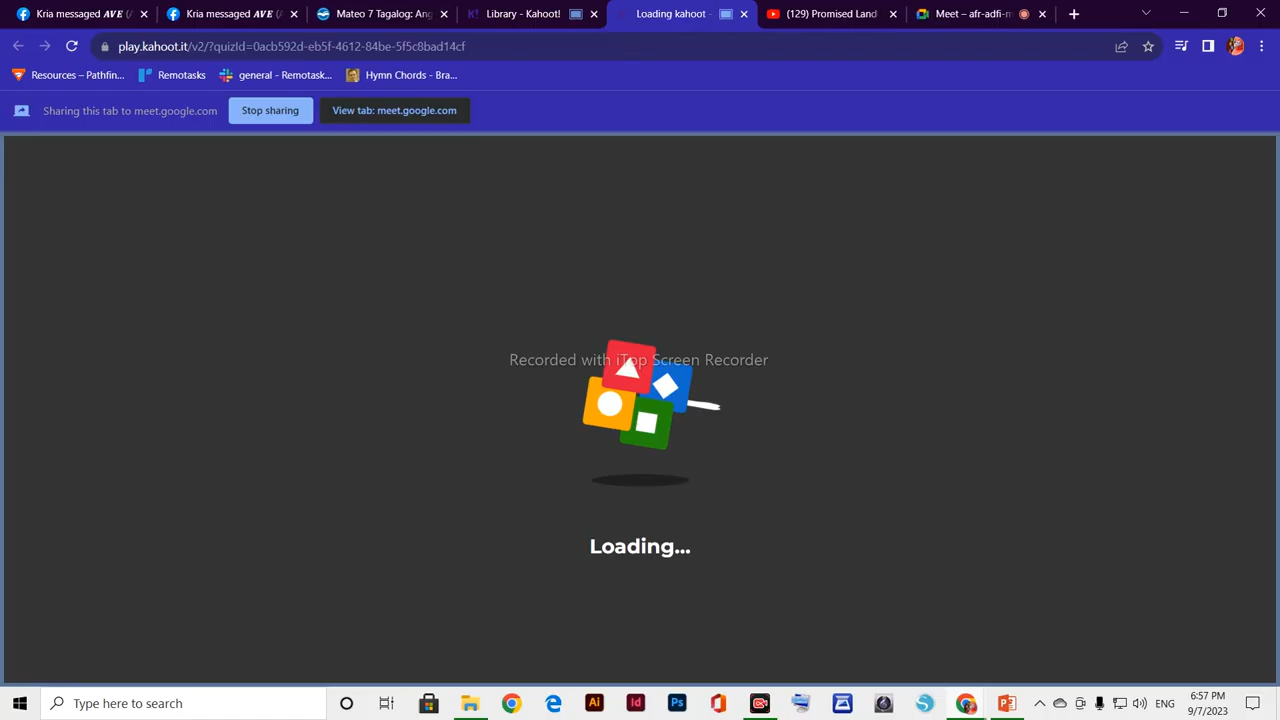 Kria messaged 𝑨𝑽𝑬 (
Kria messaged 𝑨𝑽𝑬 (
Mateo 7 Tagalog: Ang
Library - Kahoot!
Loading kahoot -
(129) Promised Land
Meet – afr-adfi-m
play.kahoot.it/v2/?quizId=0acb592d-eb5f-4612-84be-5f5c8bad14cf
Resources – Pathfin...
Remotasks
general - Remotask...
Hymn Chords - Bra...
Sharing this tab to meet.google.com
Stop sharing
View tab: meet.google.com
Recorded with iTop Screen Recorder
Loading...
Type here to search
Ai
Id
Ps
ENG
6:57 PM
9/7/2023